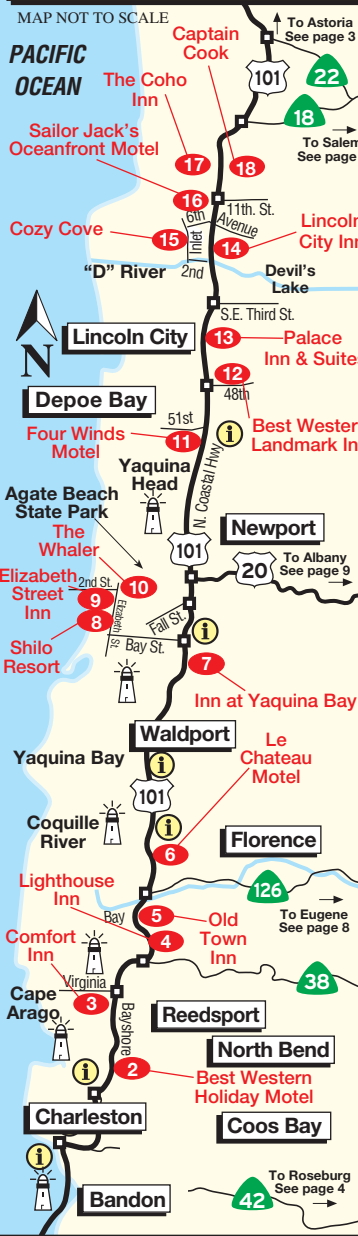 MAP NOT TO SCALE
To Astoria
See page 3
PACIFIC
OCEAN
Captain
Cook
101
22
The Coho
Inn
18
To Salem
See page
Sailor Jack's
Oceanfront Motel
17
18
16
11th. St.
6th
Avenue
Cozy Cove
15
Inlet
14
Lincoln
City Inn
"D" River
2nd
Devil's
Lake
S.E. Third St.
N
Lincoln City
13
Palace
Inn & Suites
12
48th
Depoe Bay
51st
Four Winds
Motel
11
i
Best Western
Landmark Inn
Yaquina
Head
N. Coastal Hwy
Agate Beach
State Park
Newport
The
Whaler
101
20
To Albany
See page 9
Elizabeth
Street
Inn
2nd St.
10
9
8
Elizabeth St.
Fall St.
i
Bay St.
Shilo
Resort
7
Inn at Yaquina Bay
Waldport
Yaquina Bay
i
Le
Chateau
Motel
101
Coquille
River
i
Florence
6
Lighthouse
Inn
126
Bay
5
Old
Town
Inn
To Eugene
See page 8
4
Comfort
Inn
38
Virginia
3
Cape
Arago
Bayshore
Reedsport
North Bend
i
2
Best Western
Holiday Motel
Charleston
Coos Bay
i
Bandon
To Roseburg
See page 4
42